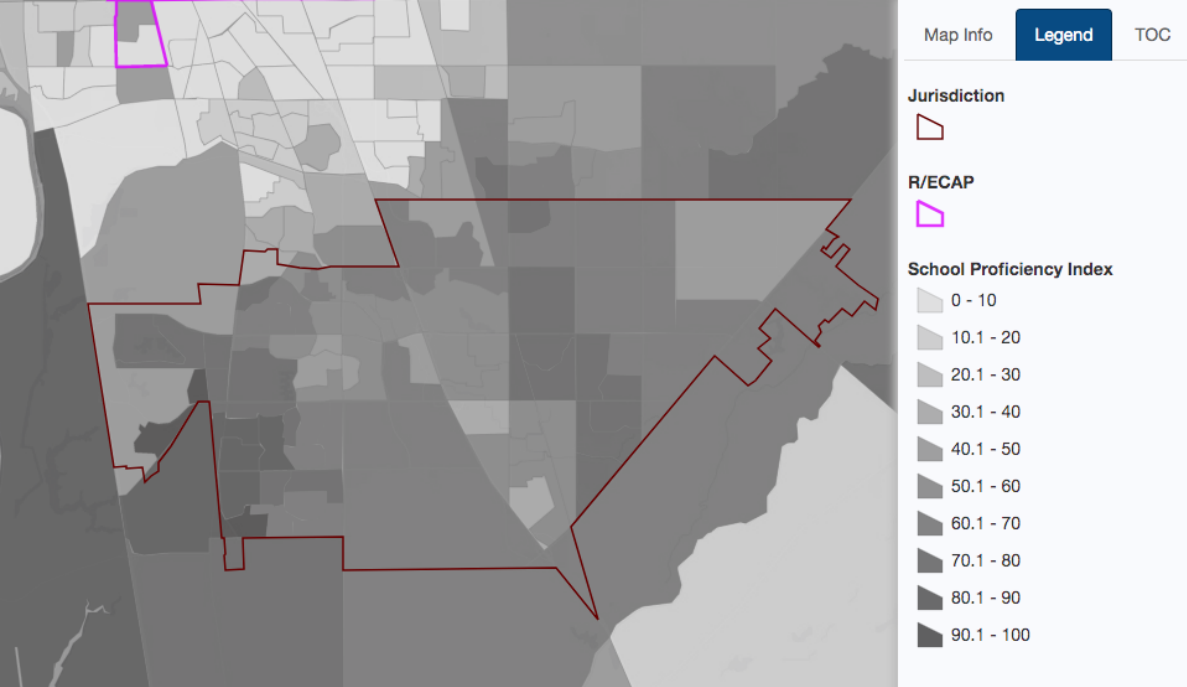 Map Info Legend TOC
Jurisdiction
R/ECAP
School Proficiency Index
0 - 10
10.1 - 20
20.1 - 30
30.1 - 40
40.1 - 50
50.1 - 60
60.1 - 70
70.1 - 80
80.1 - 90
90.1 - 100